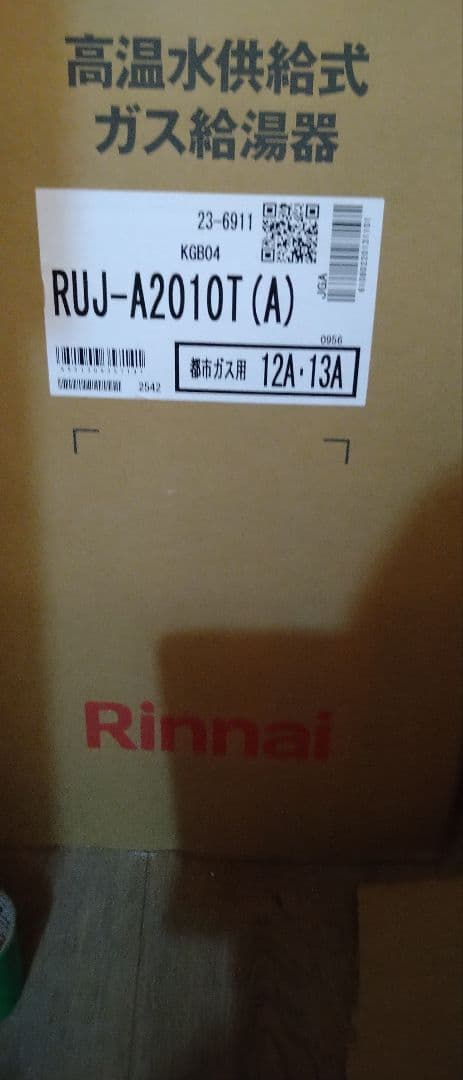 高温水供給式
ガス給湯器
23-6911
KGB04
RUJ-A2010T(A)
JGA
0956
都市ガス用 12A・13A
2542
Rinnai